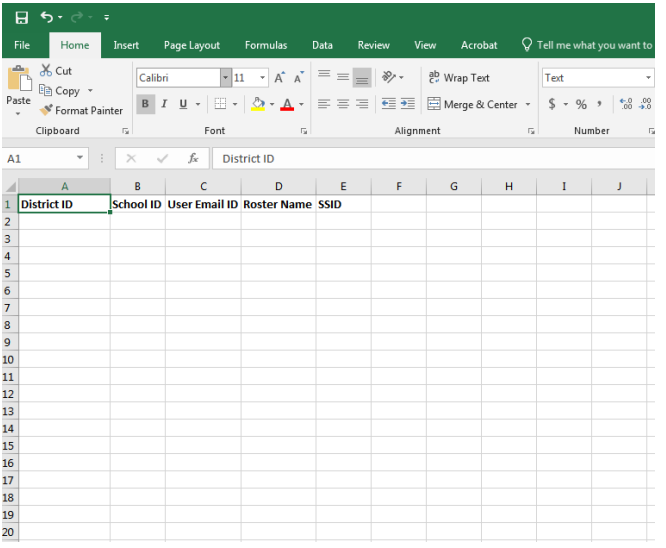 File Home Insert Page Layout Formulas Data Review View Acrobat Tell me what you want to
Cut
Copy
Format Painter
Paste
Clipboard
Calibri 11
B I U A
Font
Wrap Text
Merge & Center
Alignment
Text
$ % , .0 .00
Number
A1 fx District ID
A B C D E F G H I J
1 District ID School ID User Email ID Roster Name SSID
2
3
4
5
6
7
8
9
10
11
12
13
14
15
16
17
18
19
20